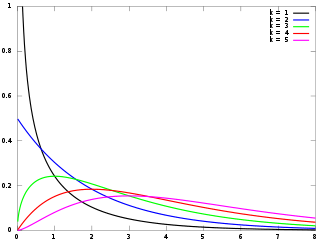 1
0.8
0.6
0.4
0.2
0
0 1 2 3 4 5 6 7 8
k = 1
k = 2
k = 3
k = 4
k = 5